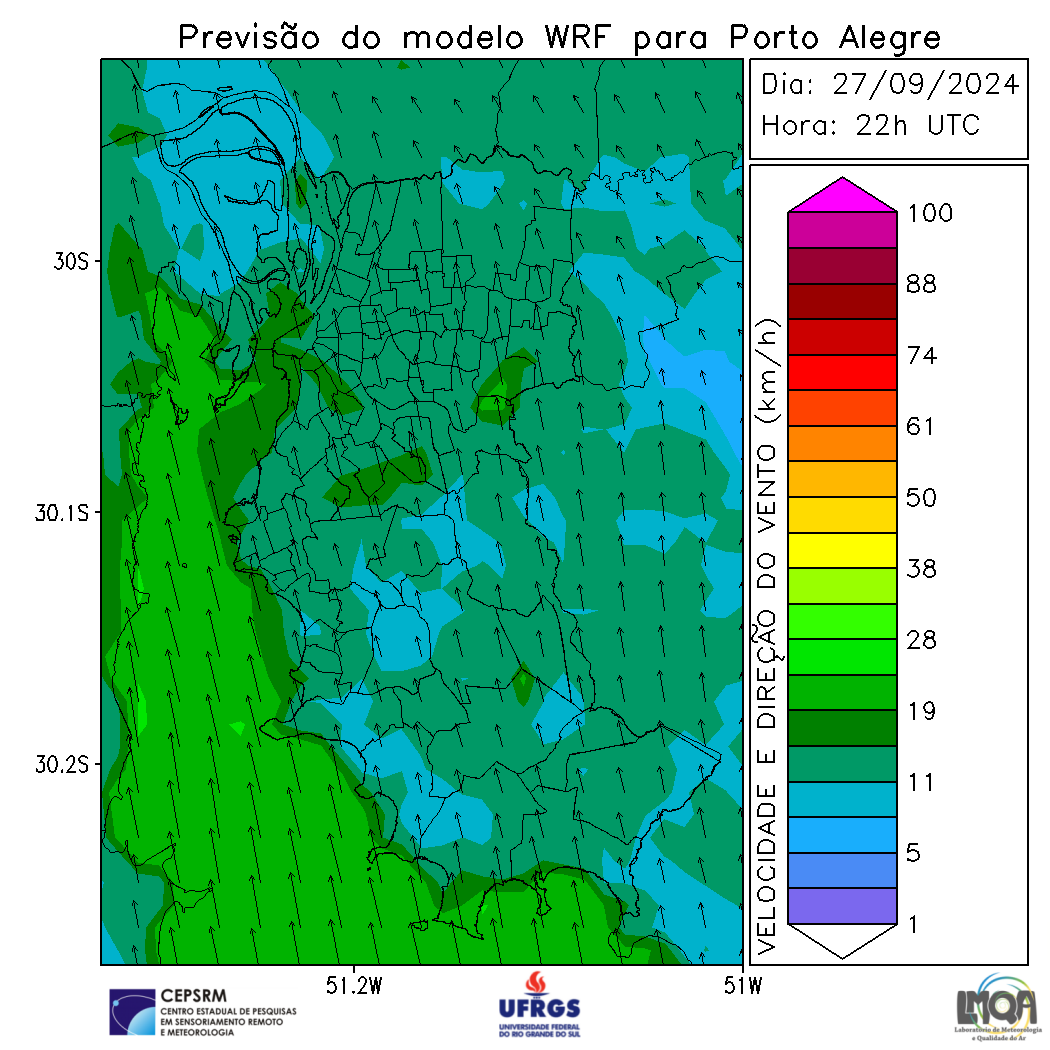 Previsão do modelo WRF para Porto Alegre
Dia: 27/09/2024
Hora: 22h UTC
30S
30.1S
30.2S
51.2W
51W
VELOCIDADE E DIREÇÃO DO VENTO (km/h)
100
88
74
61
50
38
28
19
11
5
1
CEPSRM
CENTRO ESTADUAL DE PESQUISAS
EM SENSORIAMENTO REMOTO
E METEOROLOGIA
UFRGS
UNIVERSIDADE FEDERAL
DO RIO GRANDE DO SUL
LMQA
Laboratório de Meteorologia
e Qualidade do Ar